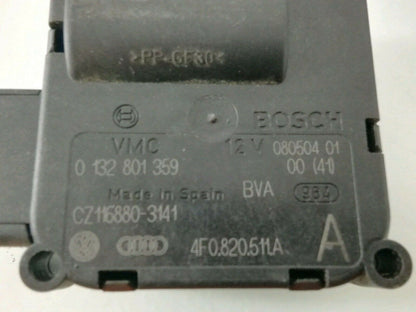 >PP-GF30<
BOSCH
VMC 12 V 080504 01
0 132 801 359 00 (41)
Made in Spain BVA 984
CZ116880-3141
4F0.820.511A A